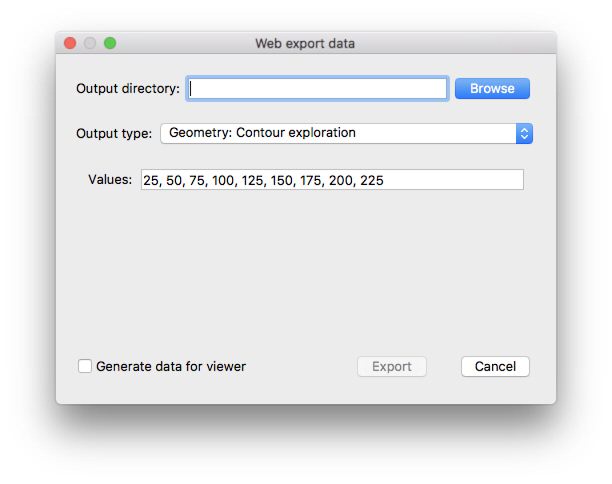 Web export data
Output directory: Browse
Output type: Geometry: Contour exploration
Values: 25, 50, 75, 100, 125, 150, 175, 200, 225
Generate data for viewer Export Cancel